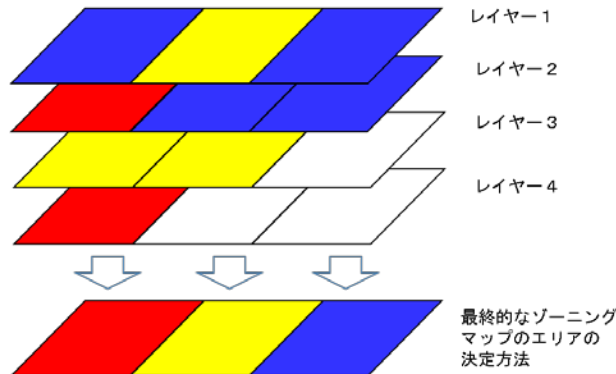 レイヤー1
レイヤー2
レイヤー3
レイヤー4
最終的なゾーニング
マップのエリアの
決定方法